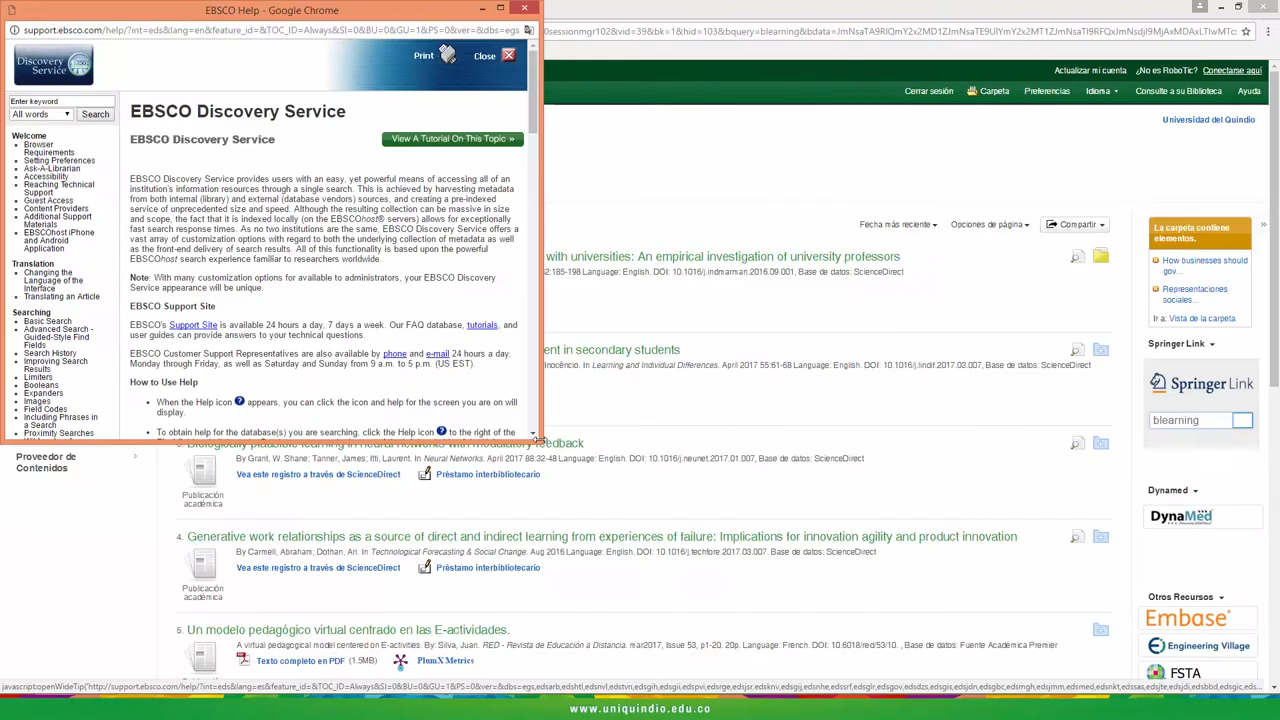 EBSCO Help - Google Chrome
support.ebsco.com/help/?int=eds&lang=en&feature_id=&TOC_ID=Always&SI=0&BU=0&GU=1&PS=0&ver=&dbs=egs
Discovery
Service
Print
Close
Enter keyword
All words
Search
Welcome
Browser
Requirements
Setting Preferences
Ask-A-Librarian
Accessibility
Reaching Technical
Support
Guest Access
Content Providers
Additional Support
Materials
EBSCOhost iPhone
and Android
Application
Translation
Changing the
Language of the
Interface
Translating an Article
Searching
Basic Search
Advanced Search -
Guided-Style Find
Fields
Search History
Improving Search
Results
Limiters
Booleans
Expanders
Images
Field Codes
Including Phrases in
a Search
Proximity Searches
EBSCO Discovery Service
EBSCO Discovery Service
View A Tutorial On This Topic »
EBSCO Discovery Service provides users with an easy, yet powerful means of accessing all of an
institution's information resources through a single search. This is achieved by harvesting metadata
from both internal (library) and external (database vendors) sources, and creating a pre-indexed
service of unprecedented size and speed. Although the resulting collection can be massive in size
and scope, the fact that it is indexed locally (on the EBSCOhost® servers) allows for exceptionally
fast search response times. As no two institutions are the same, EBSCO Discovery Service offers a
vast array of customization options with regard to both the underlying collection of metadata as well
as the front-end delivery of search results. All of this functionality is based upon the powerful
EBSCOhost search experience familiar to researchers worldwide.
Note: With many customization options for available to administrators, your EBSCO Discovery
Service appearance will be unique.
EBSCO Support Site
EBSCO's Support Site is available 24 hours a day, 7 days a week. Our FAQ database, tutorials, and
user guides can provide answers to your technical questions.
EBSCO Customer Support Representatives are also available by phone and e-mail 24 hours a day,
Monday through Friday, as well as Saturday and Sunday from 9 a.m. to 5 p.m. (US EST).
How to Use Help
When the Help icon ? appears, you can click the icon and help for the screen you are on will
display.
To obtain help for the database(s) you are searching, click the Help icon ? to the right of the
Actualizar mi cuenta ¿No es RoboTic? Conectarse aquí
Cerrar sesión Carpeta Preferencias Idioma Consulte a su Biblioteca Ayuda
Universidad del Quindio
Fecha más reciente Opciones de página Compartir
with universities: An empirical investigation of university professors
2:185-198 Language: English. DOI: 10.1016/j.indmarman.2016.09.001, Base de datos: ScienceDirect
ent in secondary students
Inocêncio. In Learning and Individual Differences. April 2017 55:61-68 Language: English. DOI: 10.1016/j.lindif.2017.03.007, Base de datos: ScienceDirect
Biologically plausible learning in neural networks with modulatory feedback
By Grant, W. Shane; Tanner, James; Itti, Laurent. In Neural Networks. April 2017 88:32-48 Language: English. DOI: 10.1016/j.neunet.2017.01.007, Base de datos: ScienceDirect
Vea este registro a través de ScienceDirect Préstamo interbibliotecario
Publicación
académica
4. Generative work relationships as a source of direct and indirect learning from experiences of failure: Implications for innovation agility and product innovation
By Carmeli, Abraham; Dothan, Ari. In Technological Forecasting & Social Change. Aug 2016 Language: English. DOI: 10.1016/j.techfore.2017.03.007. Base de datos: ScienceDirect
Vea este registro a través de ScienceDirect Préstamo interbibliotecario
Publicación
académica
5. Un modelo pedagógico virtual centrado en las E-actividades.
A virtual pedagogical model centered on E-activities. By: Silva, Juan. RED - Revista de Educación a Distancia. mar2017, Issue 53, p1-20. 20p. Language: French. DOI: 10.6018/red/53/10. , Base de datos: Fuente Académica Premier
Texto completo en PDF (1.5MB) PlumX Metrics
Proveedor de
Contenidos
La carpeta contiene
elementos.
How businesses should
gov...
Representaciones
sociales...
Ir a: Vista de la carpeta
Springer Link
Springer Link
blearning
Dynamed
DynaMed
Otros Recursos
Embase®
Engineering Village
FSTA
www.uniquindio.edu.co